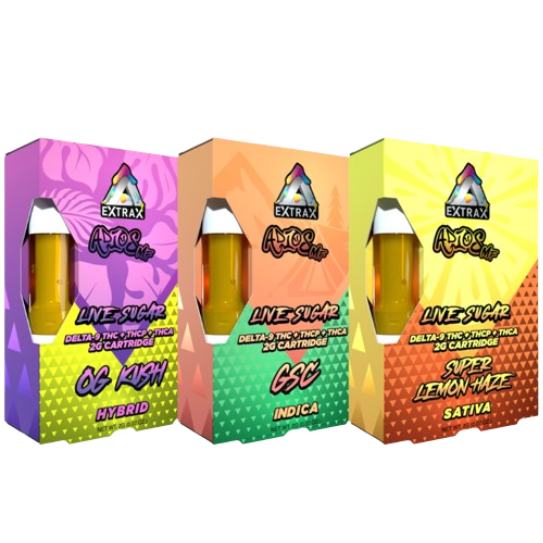 EXTRAX
LIVE SUGAR
DELTA-9 THC + THCP + THCA
2G CARTRIDGE
OG KUSH
HYBRID
EXTRAX
LIVE SUGAR
DELTA-9 THC + THCP + THCA
2G CARTRIDGE
GSC
INDICA
EXTRAX
LIVE SUGAR
DELTA-9 THC + THCP + THCA
2G CARTRIDGE
SUPER
LEMON HAZE
SATIVA